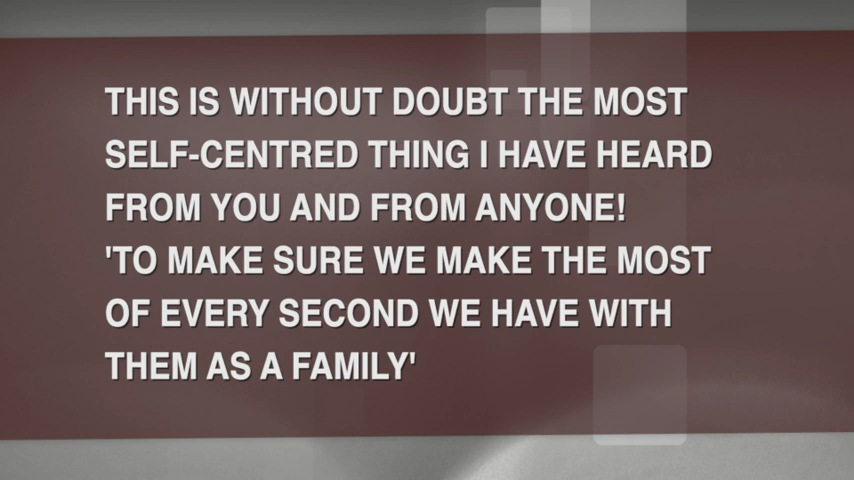 THIS IS WITHOUT DOUBT THE MOST
SELF-CENTRED THING I HAVE HEARD
FROM YOU AND FROM ANYONE!
'TO MAKE SURE WE MAKE THE MOST
OF EVERY SECOND WE HAVE WITH
THEM AS A FAMILY'